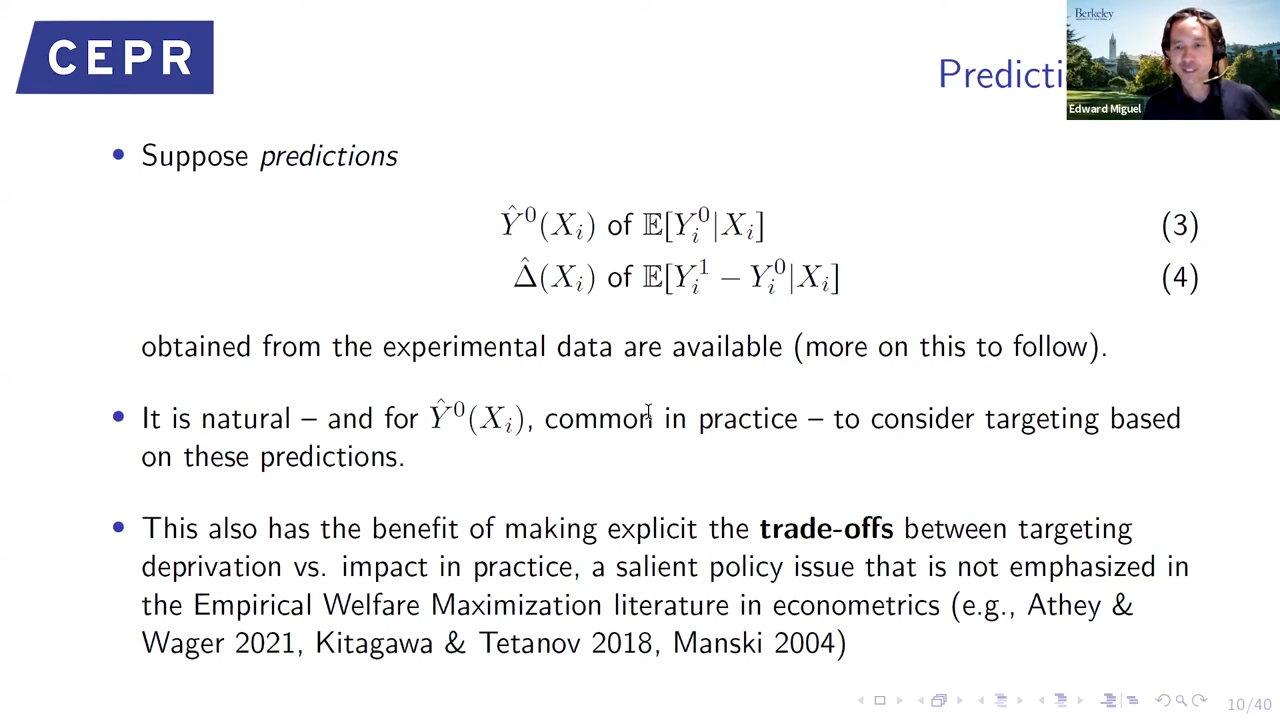 CEPR
Predicti
Berkeley
Edward Miguel
• Suppose predictions
Ŷ⁰(Xᵢ) of 𝔼[Yᵢ⁰|Xᵢ] (3)
Δ̂(Xᵢ) of 𝔼[Yᵢ¹ − Yᵢ⁰|Xᵢ] (4)
obtained from the experimental data are available (more on this to follow).
• It is natural – and for Ŷ⁰(Xᵢ), common in practice – to consider targeting based
on these predictions.
• This also has the benefit of making explicit the trade-offs between targeting
deprivation vs. impact in practice, a salient policy issue that is not emphasized in
the Empirical Welfare Maximization literature in econometrics (e.g., Athey &
Wager 2021, Kitagawa & Tetanov 2018, Manski 2004)
10/40